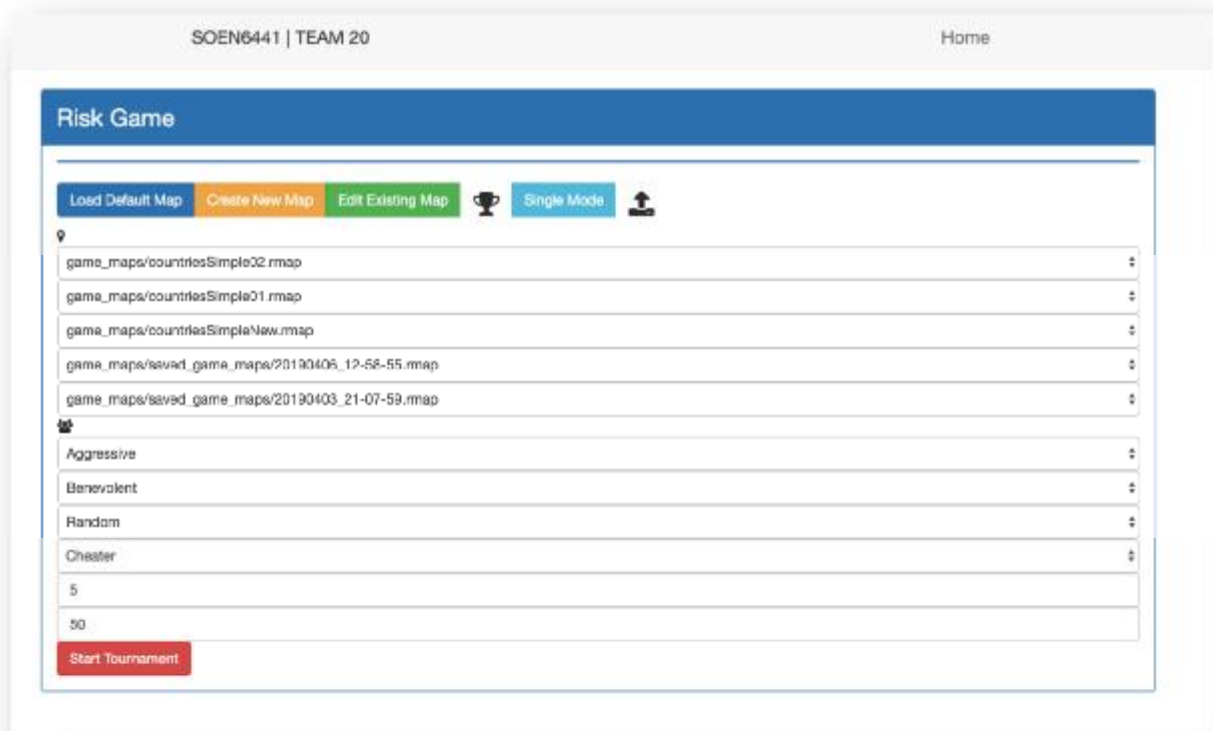 SOEN6441 | TEAM 20 Home
Risk Game
Load Default Map Create New Map Edit Existing Map Single Mode
game_maps/countriesSimple02.rmap
game_maps/countriesSimple01.rmap
game_maps/countriesSimpleNew.rmap
game_maps/saved_game_maps/20190406_12-58-55.rmap
game_maps/saved_game_maps/20190403_21-07-59.rmap
Aggressive
Benevolent
Random
Cheater
5
50
Start Tournament